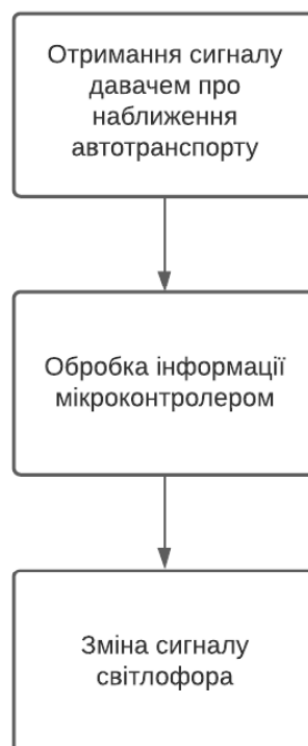 Отримання сигналу
давачем про
наближення
автотранспорту
Обробка інформації
мікроконтролером
Зміна сигналу
світлофора